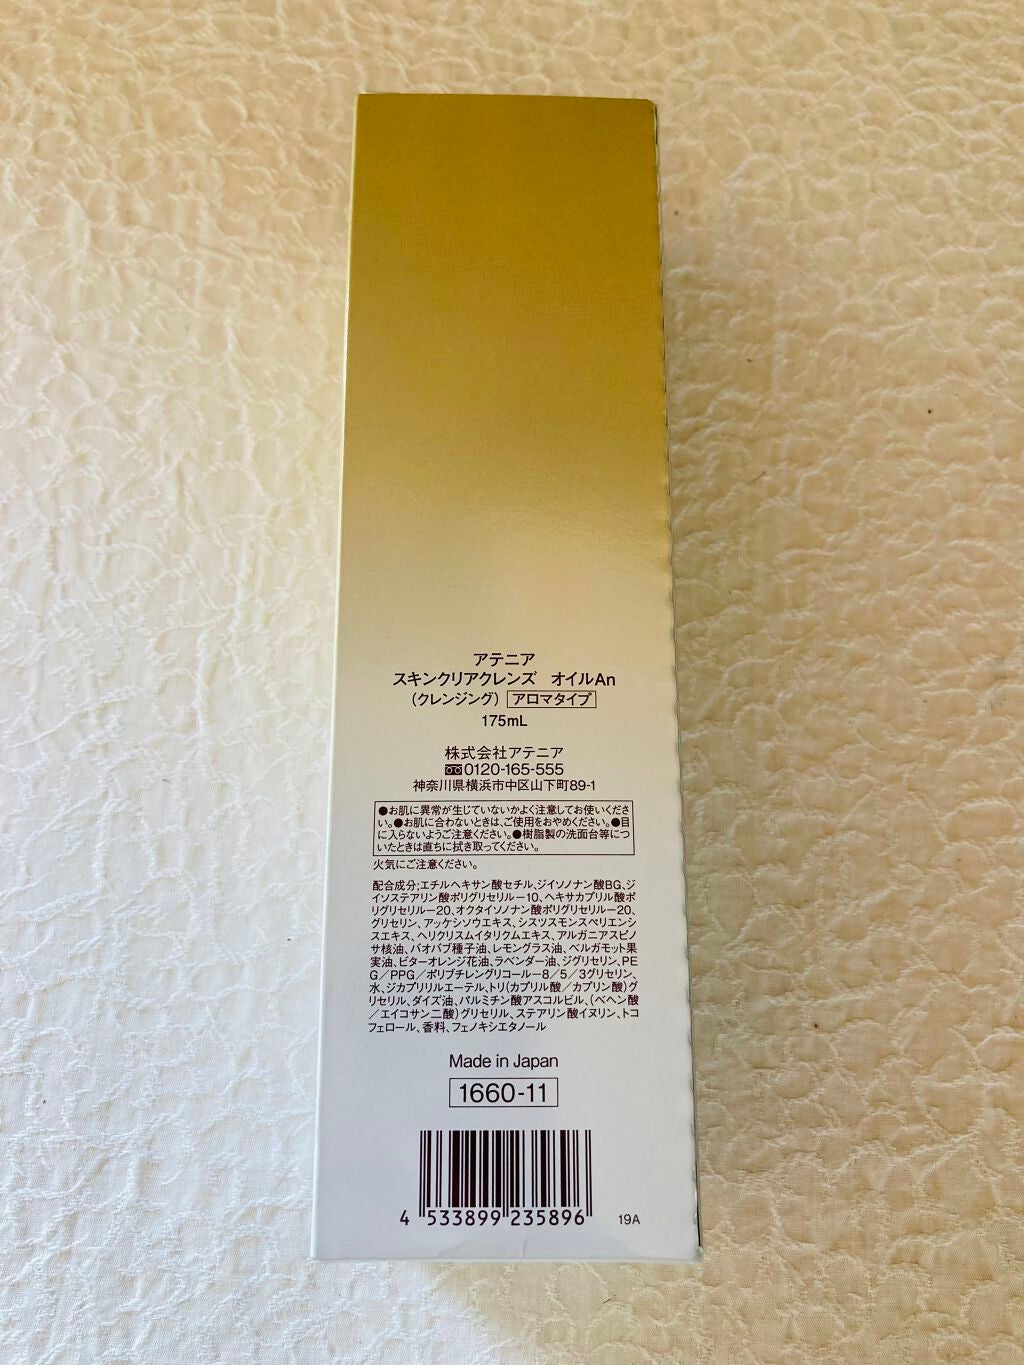 アテニア
スキンクリアクレンズ オイルAn
(クレンジング) アロマタイプ
175mL
株式会社アテニア
0120-165-555
神奈川県横浜市中区山下町89-1
●お肌に異常が生じていないかよく注意してお使いくださ
い。●お肌に合わないときは、ご使用をおやめください。●目
に入らないようご注意ください。●樹脂製の洗面台等につ
いたときは直ちに拭き取ってください。
火気にご注意ください。
配合成分;エチルヘキサン酸セチル、ジイソノナン酸BG、ジ
イソステアリン酸ポリグリセリル－10、ヘキサカプリル酸ポ
リグリセリル－20、オクタイソノナン酸ポリグリセリル－20、
グリセリン、アッケシソウエキス、シスツスモンスペリエンシ
スエキス、ヘリクリスムイタリクムエキス、アルガニアスピノ
サ核油、バオバブ種子油、レモングラス油、ベルガモット果
実油、ビターオレンジ花油、ラベンダー油、ジグリセリン、PE
G／PPG／ポリブチレングリコール－8／5／3グリセリン、
水、ジカプリリルエーテル、トリ(カプリル酸／カプリン酸)グ
リセリル、ダイズ油、パルミチン酸アスコルビル、(ベヘン酸
／エイコサン二酸)グリセリル、ステアリン酸イヌリン、トコ
フェロール、香料、フェノキシエタノール
Made in Japan
1660-11
4 533899 235896
19A